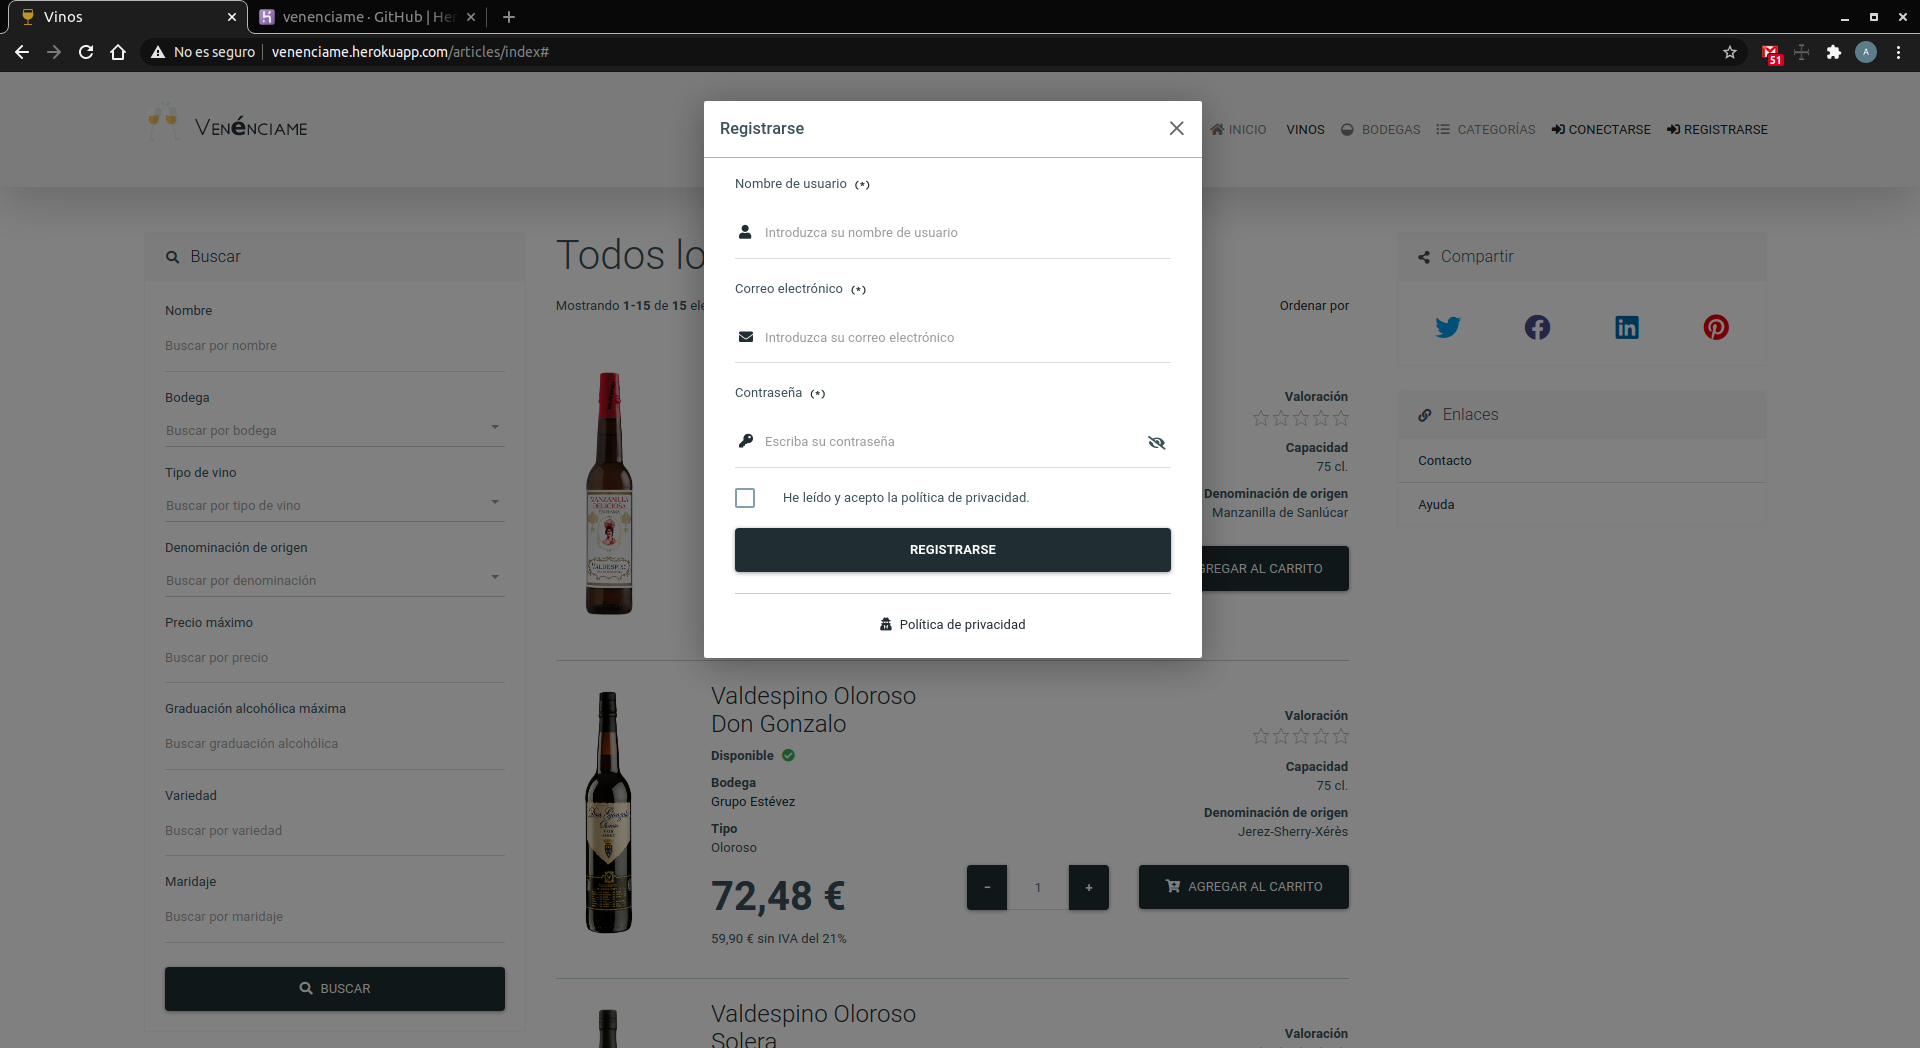 Vinos
venenciame · GitHub | Her
No es seguro
venenciame.herokuapp.com/articles/index#
51
A
Venénciame
INICIO
VINOS
BODEGAS
CATEGORÍAS
CONECTARSE
REGISTRARSE
Registrarse
Nombre de usuario (*)
Introduzca su nombre de usuario
Correo electrónico (*)
Introduzca su correo electrónico
Contraseña (*)
Escriba su contraseña
He leído y acepto la política de privacidad.
REGISTRARSE
Política de privacidad
Buscar
Nombre
Buscar por nombre
Bodega
Buscar por bodega
Tipo de vino
Buscar por tipo de vino
Denominación de origen
Buscar por denominación
Precio máximo
Buscar por precio
Graduación alcohólica máxima
Buscar graduación alcohólica
Variedad
Buscar por variedad
Maridaje
Buscar por maridaje
BUSCAR
Todos lo
Mostrando 1-15 de 15 ele
Ordenar por
MANZANILLA
DELICIOSA
VALDESPINO
Valoración
Capacidad
75 cl.
Denominación de origen
Manzanilla de Sanlúcar
GREGAR AL CARRITO
Valdespino Oloroso
Don Gonzalo
Disponible
Bodega
Grupo Estévez
Tipo
Oloroso
72,48 €
59,90 € sin IVA del 21%
Don Gonzalo
Oloroso
Valoración
Capacidad
75 cl.
Denominación de origen
Jerez-Sherry-Xérès
-
1
+
AGREGAR AL CARRITO
Valdespino Oloroso
Solera
Valoración
Compartir
Enlaces
Contacto
Ayuda